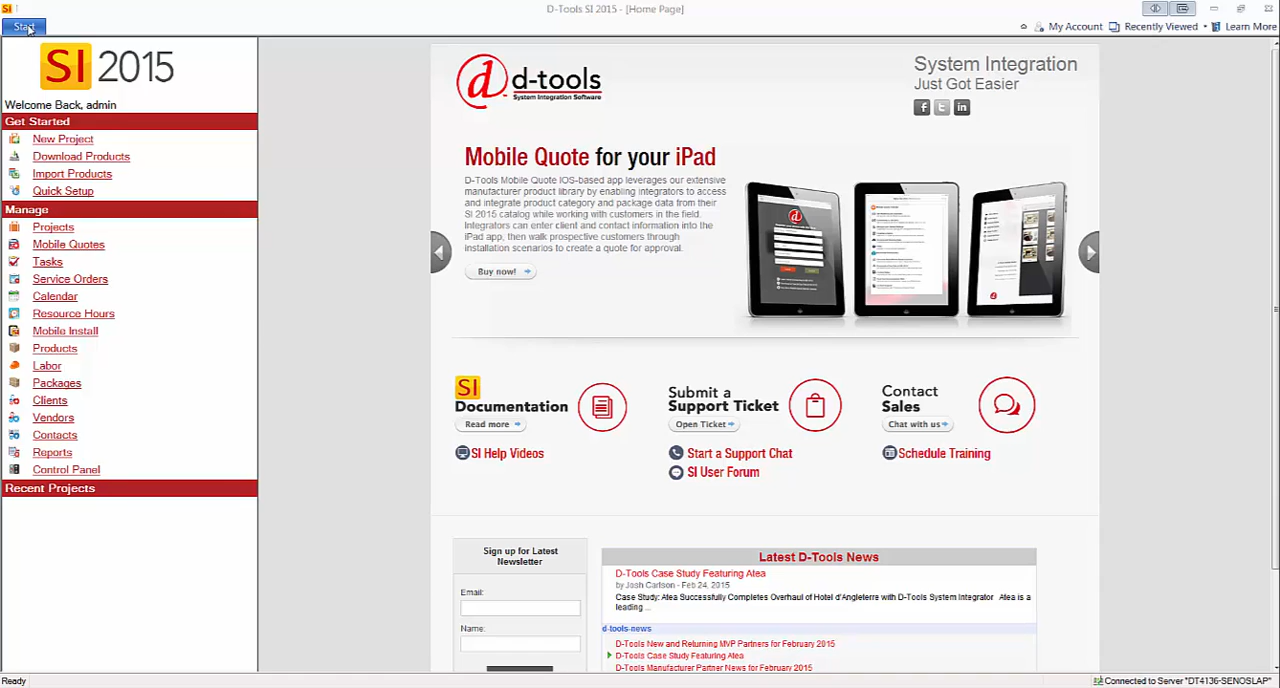 SI
D-Tools SI 2015 - [Home Page]
Start
My Account
Recently Viewed
Learn More
SI 2015
Welcome Back, admin
Get Started
New Project
Download Products
Import Products
Quick Setup
Manage
Projects
Mobile Quotes
Tasks
Service Orders
Calendar
Resource Hours
Mobile Install
Products
Labor
Packages
Clients
Vendors
Contacts
Reports
Control Panel
Recent Projects
d d-tools
System Integration Software
System Integration
Just Got Easier
Mobile Quote for your iPad
D-Tools Mobile Quote IOS-based app leverages our extensive
manufacturer product library by enabling integrators to access
and integrate product category and package data from their
SI 2015 catalog while working with customers in the field.
Integrators can enter client and contact information into the
iPad app, then walk prospective customers through
installation scenarios to create a quote for approval.
Buy now!
SI
Documentation
Read more
SI Help Videos
Submit a
Support Ticket
Open Ticket
Start a Support Chat
SI User Forum
Contact
Sales
Chat with us
Schedule Training
Sign up for Latest
Newsletter
Email:
Name:
Latest D-Tools News
D-Tools Case Study Featuring Atea
by Josh Carlson - Feb 24, 2015
Case Study: Atea Successfully Completes Overhaul of Hotel d'Angleterre with D-Tools System Integrator Atea is a
leading ...
d-tools-news
D-Tools New and Returning MVP Partners for February 2015
D-Tools Case Study Featuring Atea
D-Tools Manufacturer Partner News for February 2015
Ready
Connected to Server "DT4136-SENOSLAP"